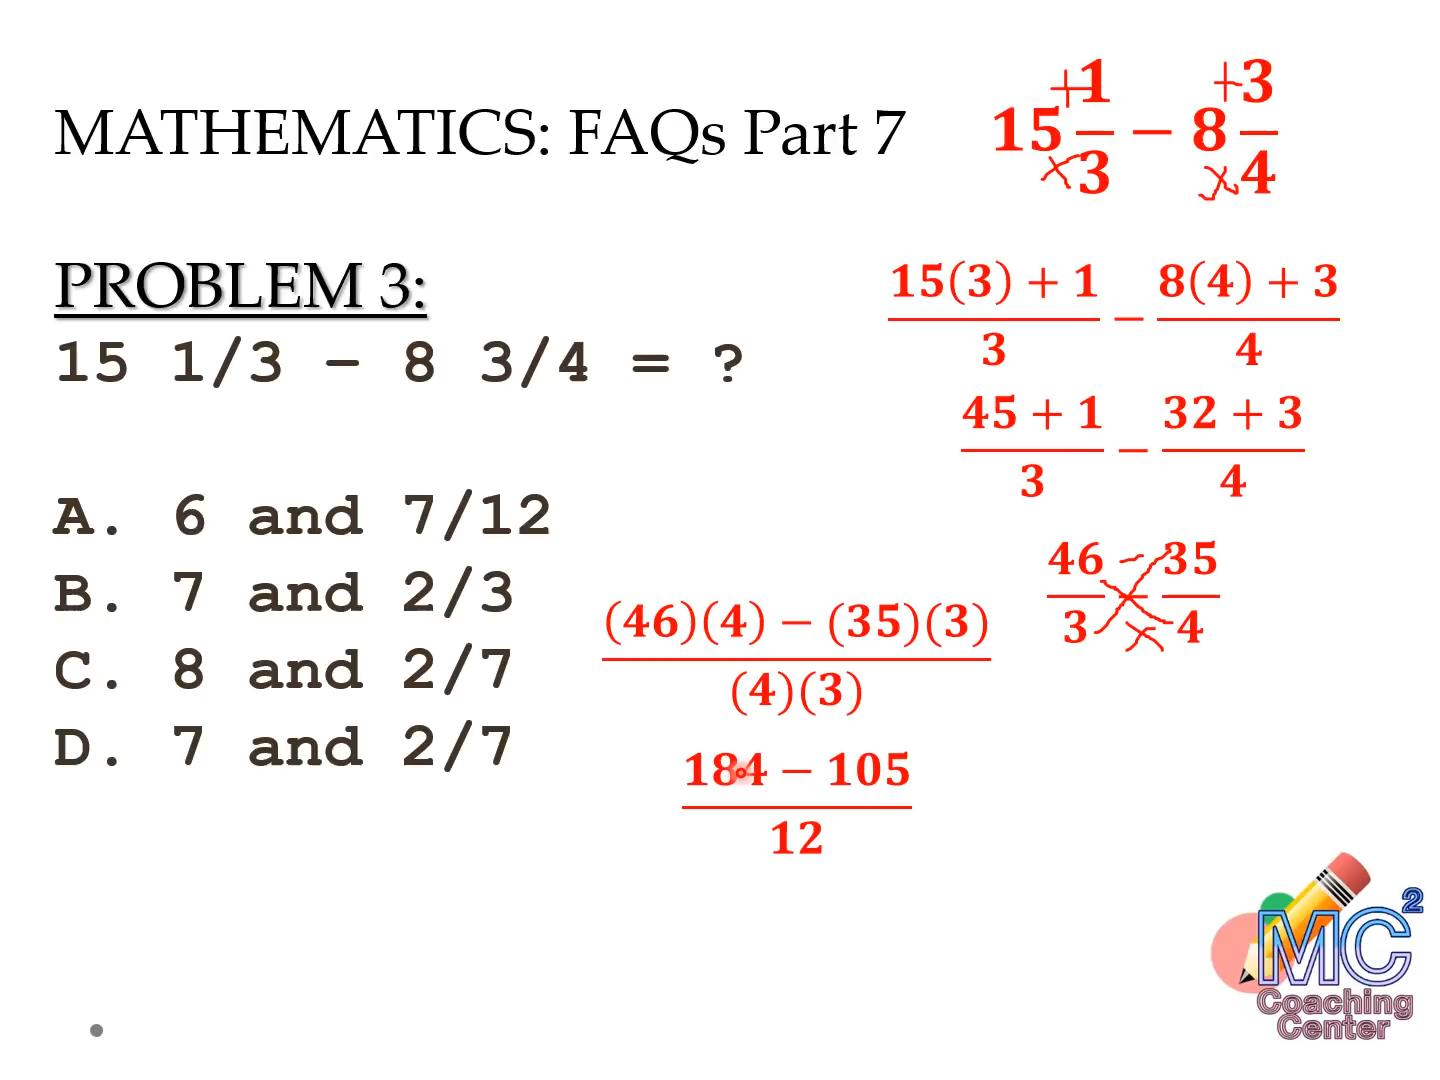 MATHEMATICS: FAQs Part 7
15 1/3 − 8 3/4
+ +
× ×
PROBLEM 3:
15 1/3 – 8 3/4 = ?
A. 6 and 7/12
B. 7 and 2/3
C. 8 and 2/7
D. 7 and 2/7
(15(3) + 1)/3 − (8(4) + 3)/4
(45 + 1)/3 − (32 + 3)/4
46/3 − 35/4
((46)(4) − (35)(3))/((4)(3))
(184 − 105)/12
MC²
Coaching
Center